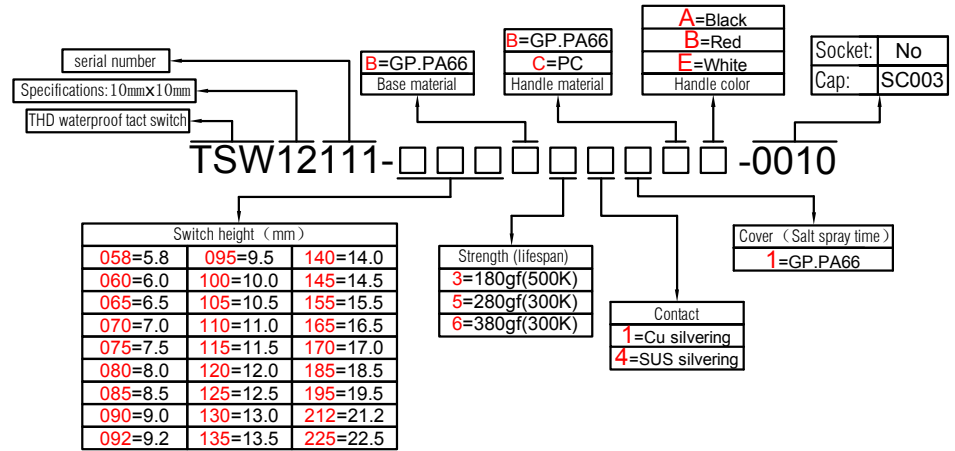 A=Black
B=Red
E=White
Handle color
B=GP.PA66
C=PC
Handle material
B=GP.PA66
Base material
Socket: No
Cap: SC003
serial number
Specifications: 10mmx10mm
THD waterproof tact switch
TSW12111-□□□□□□□□□-0010
Switch height（mm）
058=5.8 095=9.5 140=14.0
060=6.0 100=10.0 145=14.5
065=6.5 105=10.5 155=15.5
070=7.0 110=11.0 165=16.5
075=7.5 115=11.5 170=17.0
080=8.0 120=12.0 185=18.5
085=8.5 125=12.5 195=19.5
090=9.0 130=13.0 212=21.2
092=9.2 135=13.5 225=22.5
Strength (lifespan)
3=180gf(500K)
5=280gf(300K)
6=380gf(300K)
Contact
1=Cu silvering
4=SUS silvering
Cover（Salt spray time）
1=GP.PA66